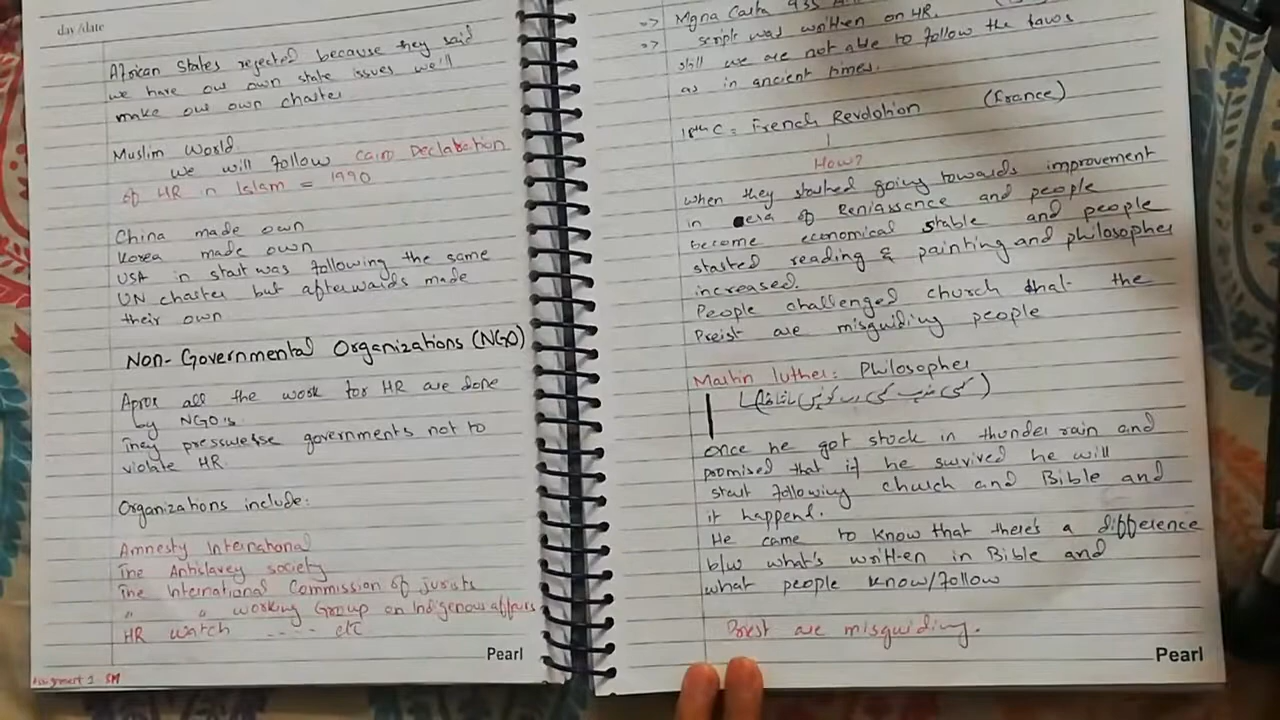 day/date
African States rejected because they said
we have our own state issues we'll
make our own charter
Muslim World.
we will follow Cairo Declaration
of HR in Islam = 1990
China made own
Korea made own
USA in start was following the same
UN charter but afterwards made
their own
Non-Governmental Organizations (NGO)
Aprox all the work for HR are done
by NGO's.
They pressurese governments not to
violate HR.
Organizations include:
Amnesty International
The Antislavey society
The International Commission of jurists
" " working Group on Indigenous affairs
HR watch ---- etc
Pearl
Assignment 1
=> Mgna Carta 935
=> script was written on HR.
still we are not able to follow the laws
as in ancient times.
18th C = French Revolution (France)
How?
When they started going towards improvement
in era of Reniassance and people
become economical stable and people
started reading & painting and philosopher
increased.
People challenged church that the
Preist are misguiding people
Martin luther: Philosopher
once he got stuck in thunder rain and
promised that if he survived he will
start following church and Bible and
it happend.
He came to know that there's a difference
b/w what's written in Bible and
what people know/follow
Priest are misguiding.
Pearl